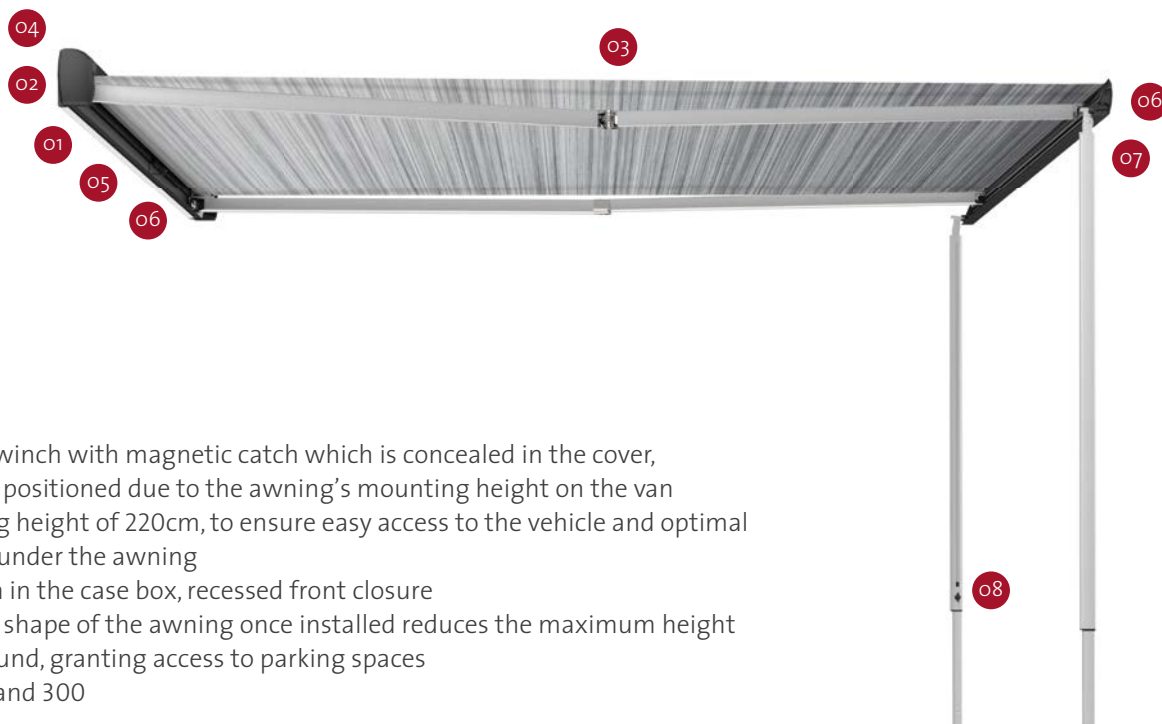 04
03
02
06
01
07
05
06
08
winch with magnetic catch which is concealed in the cover,
positioned due to the awning's mounting height on the van
height of 220cm, to ensure easy access to the vehicle and optimal
under the awning
in the case box, recessed front closure
shape of the awning once installed reduces the maximum height
granting access to parking spaces
and 300